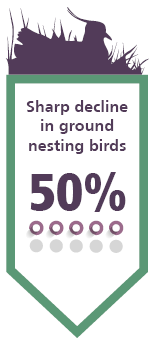 Sharp decline
in ground
nesting birds
50%